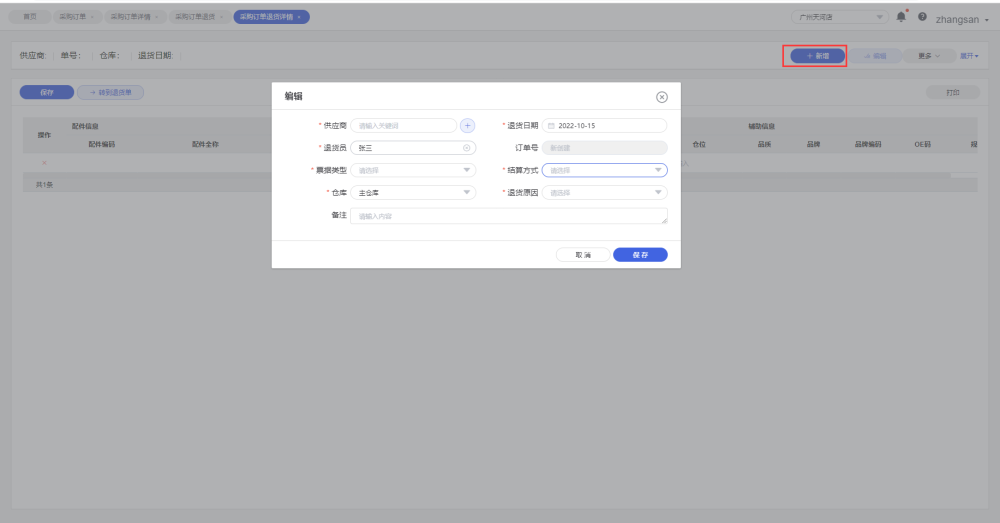 首页 采购订单 采购订单详情 采购订单退货 采购订单退货详情 广州天河店 zhangsan
供应商: 单号: 仓库: 退货日期: + 新增 编辑 更多 展开
保存 转到退货单 打印
编辑
* 供应商 请输入关键词 + * 退货日期 2022-10-15
* 退货员 张三 订单号 新创建
* 票据类型 请选择 * 结算方式 请选择
* 仓库 主仓库 * 退货原因 请选择
备注 请输入内容
取消 保存
操作 配件信息 辅助信息
配件编码 配件全称 仓位 品质 品牌 品牌编码 OE码 规
共1条